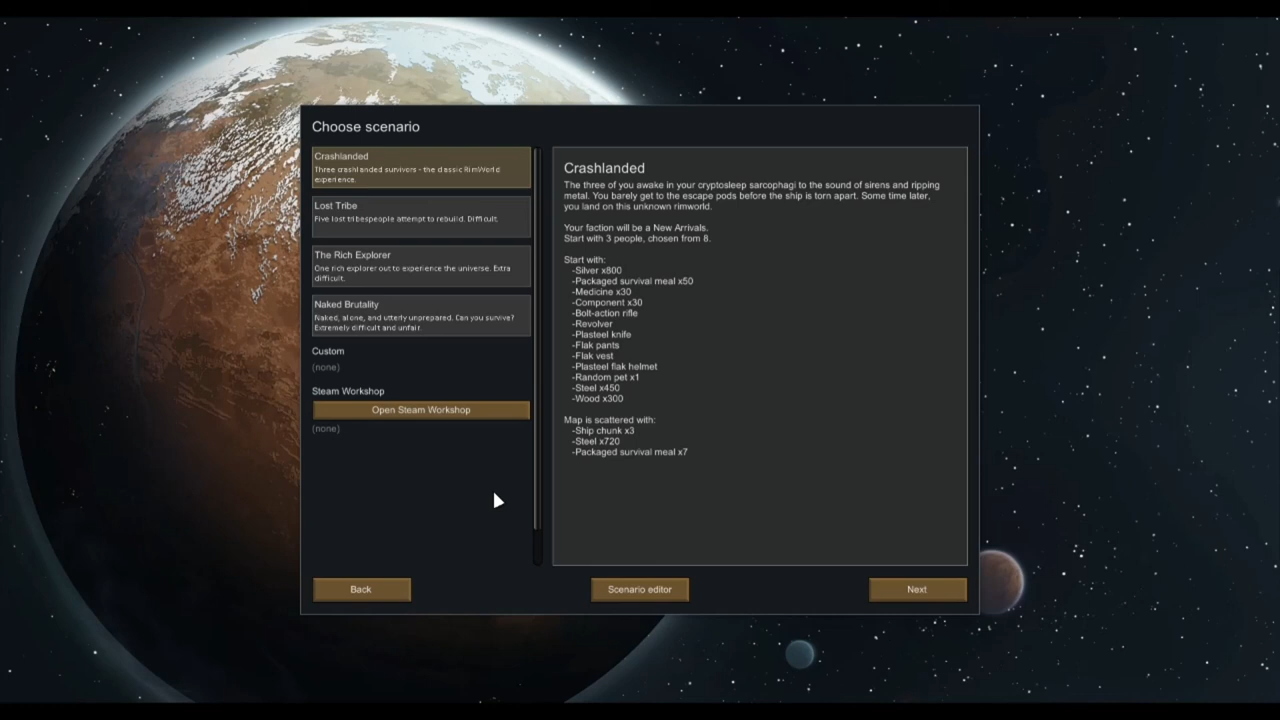 Choose scenario
Crashlanded
Three crashlanded survivors - the classic RimWorld
experience.
Lost Tribe
Five lost tribespeople attempt to rebuild. Difficult.
The Rich Explorer
One rich explorer out to experience the universe. Extra
difficult.
Naked Brutality
Naked, alone, and utterly unprepared. Can you survive?
Extremely difficult and unfair.
Custom
(none)
Steam Workshop
Open Steam Workshop
(none)
Crashlanded
The three of you awake in your cryptosleep sarcophagi to the sound of sirens and ripping
metal. You barely get to the escape pods before the ship is torn apart. Some time later,
you land on this unknown rimworld.
Your faction will be a New Arrivals.
Start with 3 people, chosen from 8.
Start with:
-Silver x800
-Packaged survival meal x50
-Medicine x30
-Component x30
-Bolt-action rifle
-Revolver
-Plasteel knife
-Flak pants
-Flak vest
-Plasteel flak helmet
-Random pet x1
-Steel x450
-Wood x300
Map is scattered with:
-Ship chunk x3
-Steel x720
-Packaged survival meal x7
Back
Scenario editor
Next